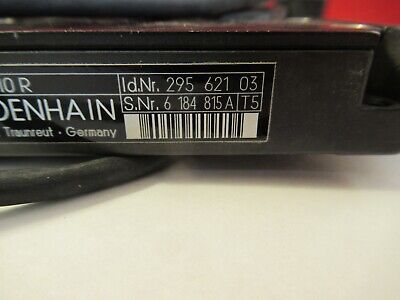 10 R Id.Nr. 295 621 03
DENHAIN S.Nr. 6 184 815 A T5
Traunreut · Germany